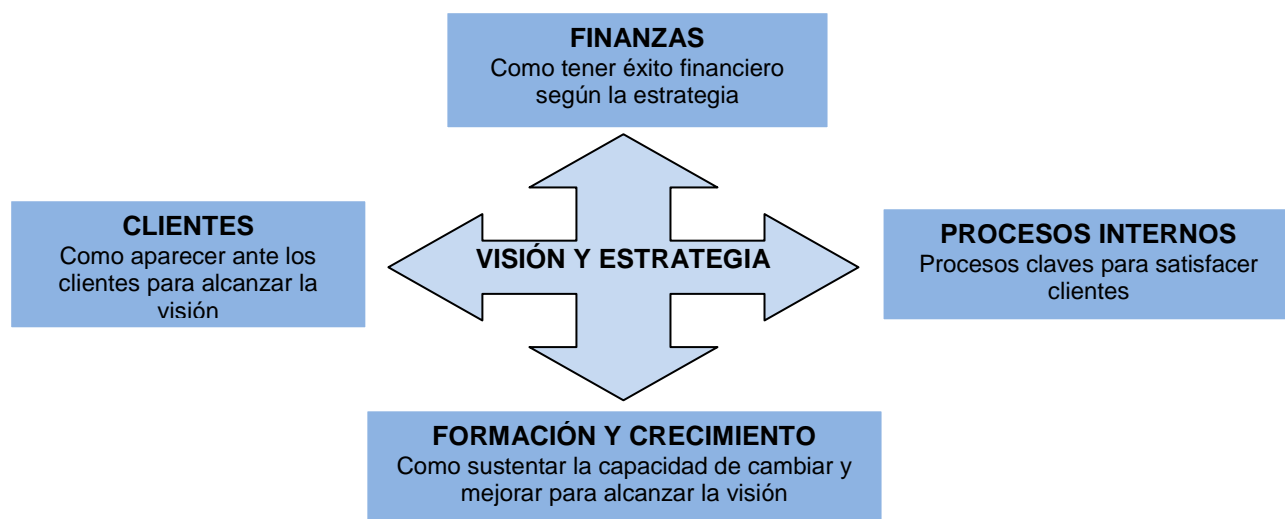 FINANZAS
Como tener éxito financiero
según la estrategia
CLIENTES
Como aparecer ante los
clientes para alcanzar la
visión
VISIÓN Y ESTRATEGIA
PROCESOS INTERNOS
Procesos claves para satisfacer
clientes
FORMACIÓN Y CRECIMIENTO
Como sustentar la capacidad de cambiar y
mejorar para alcanzar la visión